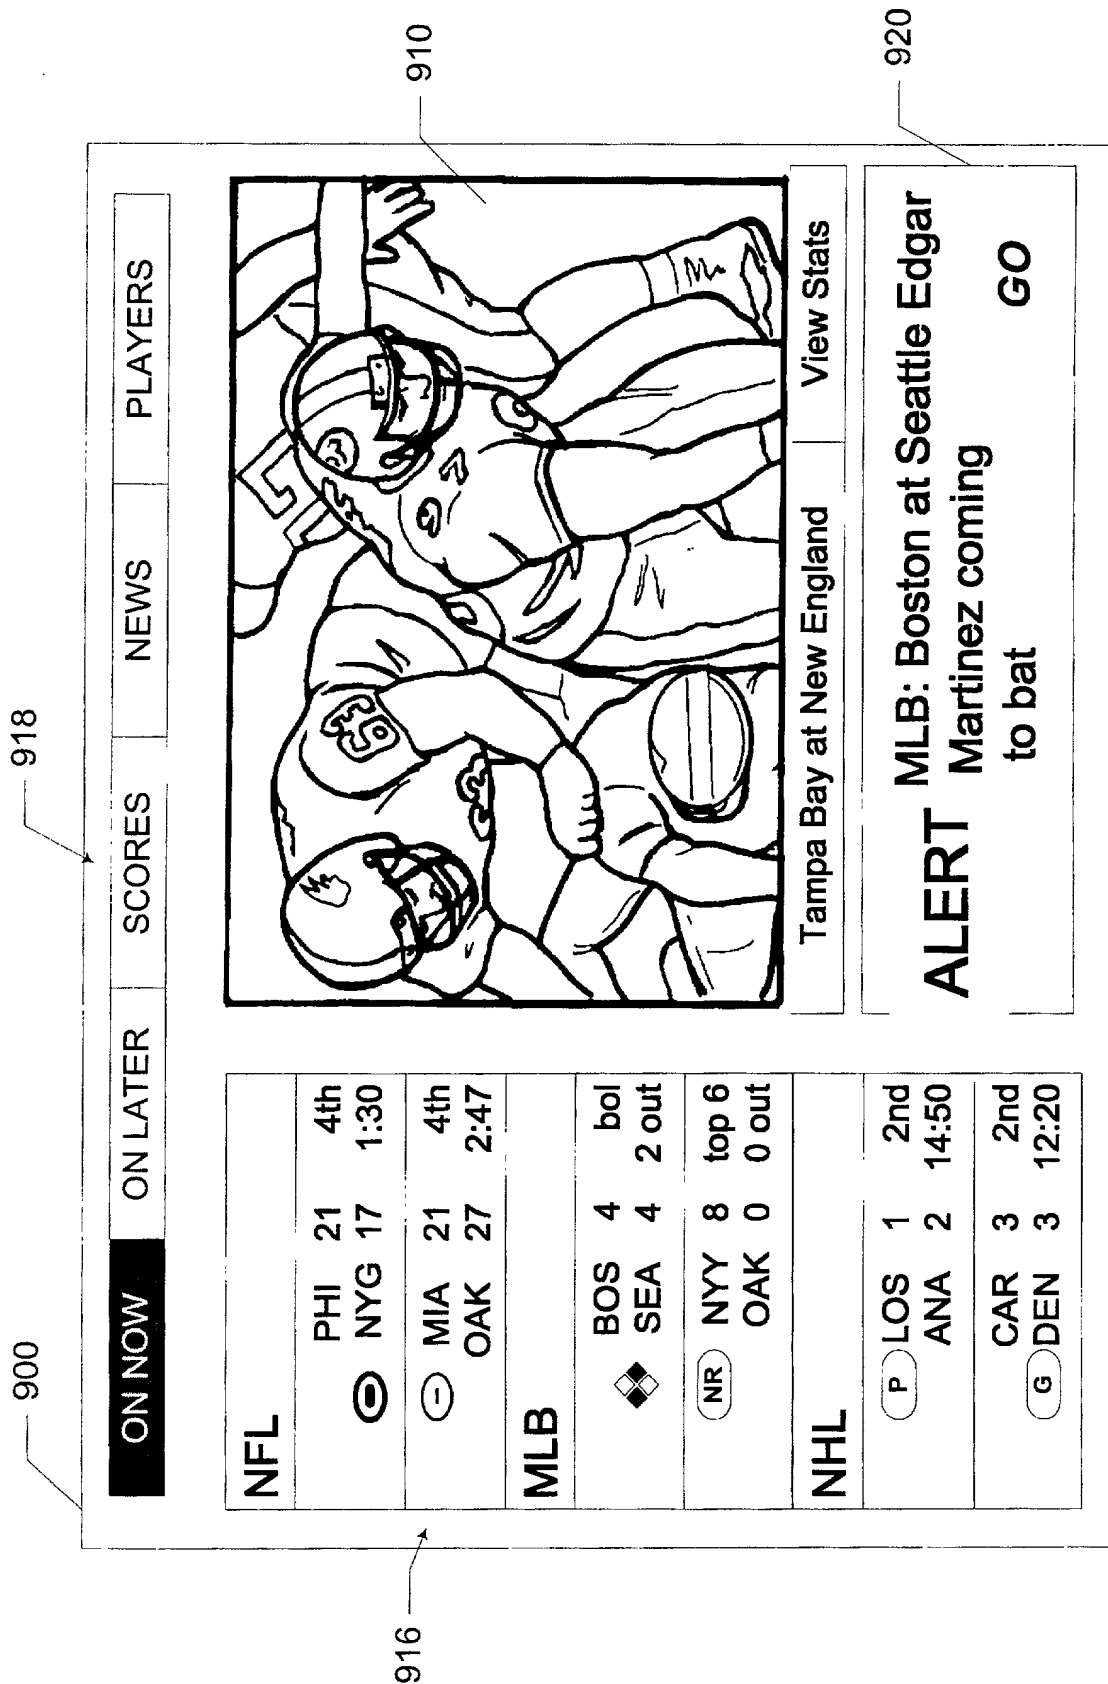 900
918
ON NOW
ON LATER
SCORES
NEWS
PLAYERS
916
NFL
PHI 21 4th
NYG 17 1:30
MIA 21 4th
OAK 27 2:47
MLB
BOS 4 bol
SEA 4 2 out
NR NYY 8 top 6
OAK 0 0 out
NHL
P LOS 1 2nd
ANA 2 14:50
CAR 3 2nd
G DEN 3 12:20
910
Tampa Bay at New England
View Stats
920
ALERT MLB: Boston at Seattle Edgar
Martinez coming
to bat
GO